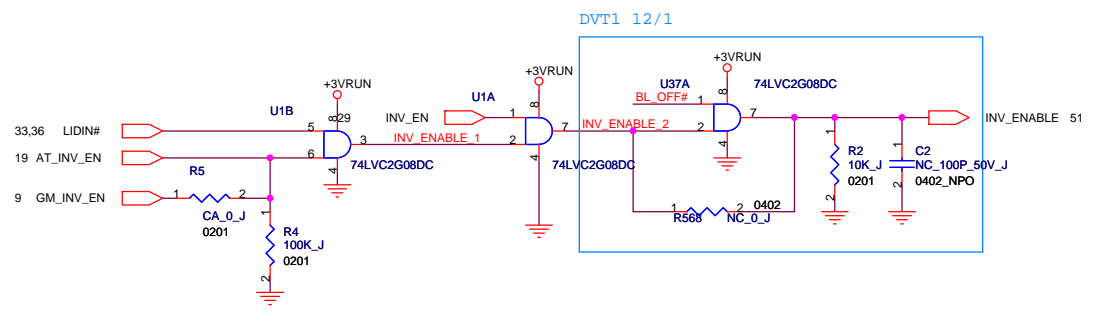 DVT1 12/1
+3VRUN
+3VRUN
+3VRUN
U37A
74LVC2G08DC
U1A
U1B
8
29
8
8
BL_OFF#
1
INV_EN
1
7
33,36 LIDIN#
5
3
INV_ENABLE_1
2
7
INV_ENABLE_2
2
INV_ENABLE 51
19 AT_INV_EN
6
4
74LVC2G08DC
4
74LVC2G08DC
4
1
R2
10K_J
0201
2
1
C2
NC_100P_50V_J
0402_NPO
2
R5
9 GM_INV_EN
1
2
CA_0_J
0201
1
R568
2
NC_0_J
0402
1
R4
100K_J
0201
2